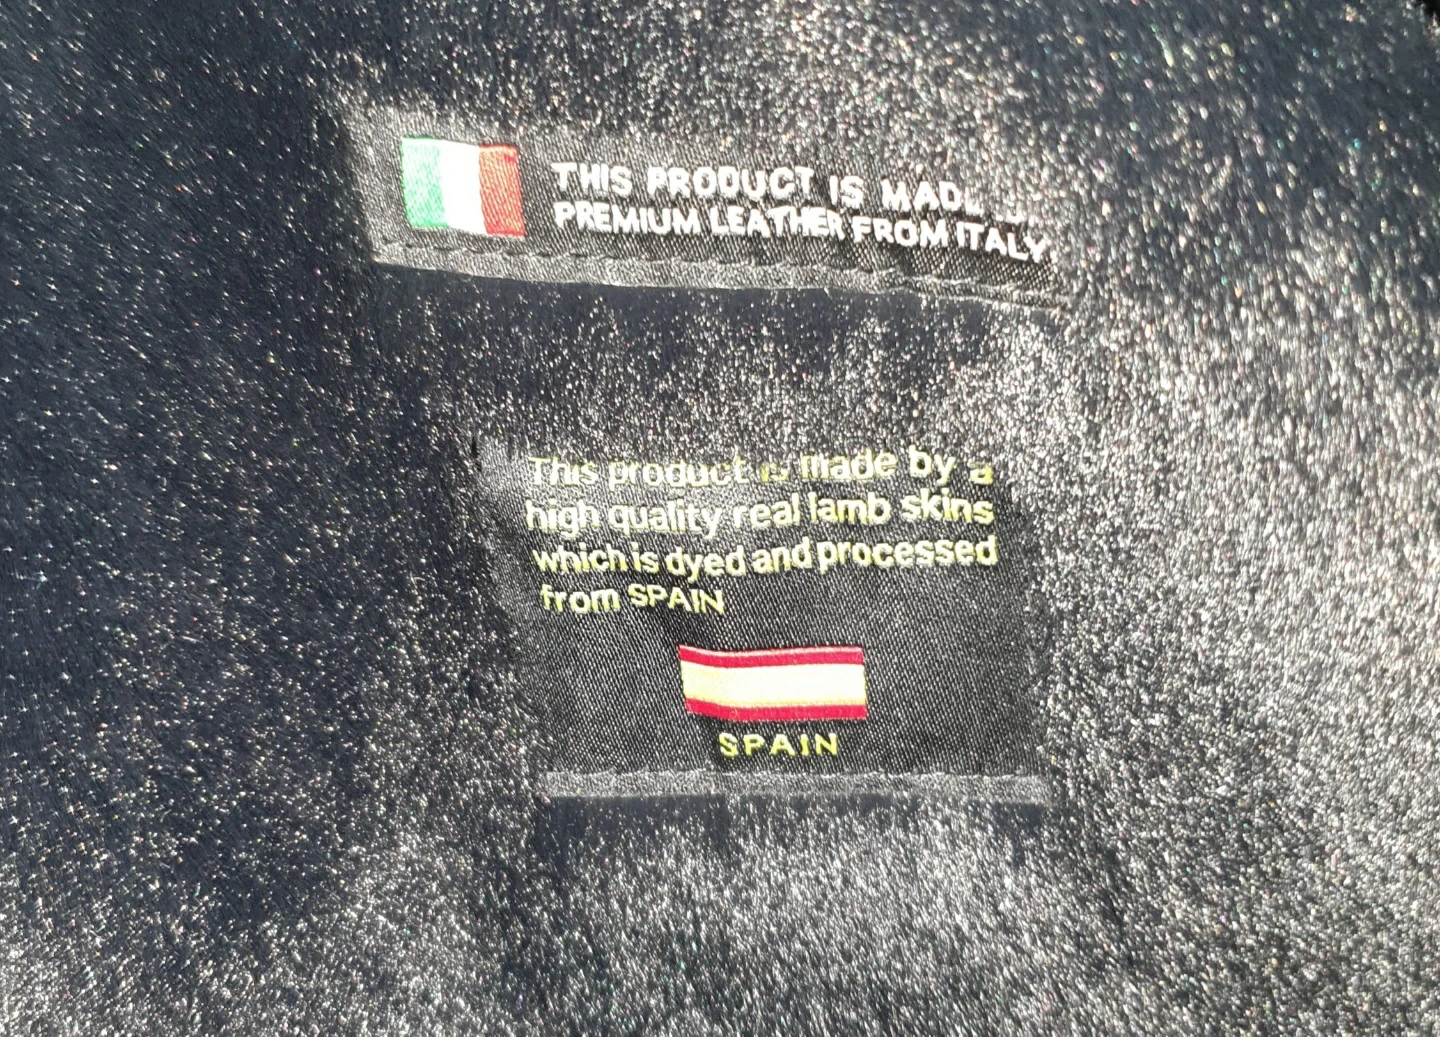 THIS PRODUCT IS MADE
PREMIUM LEATHER FROM ITALY
This product is made by a
high quality real lamb skins
which is dyed and processed
from SPAIN
SPAIN